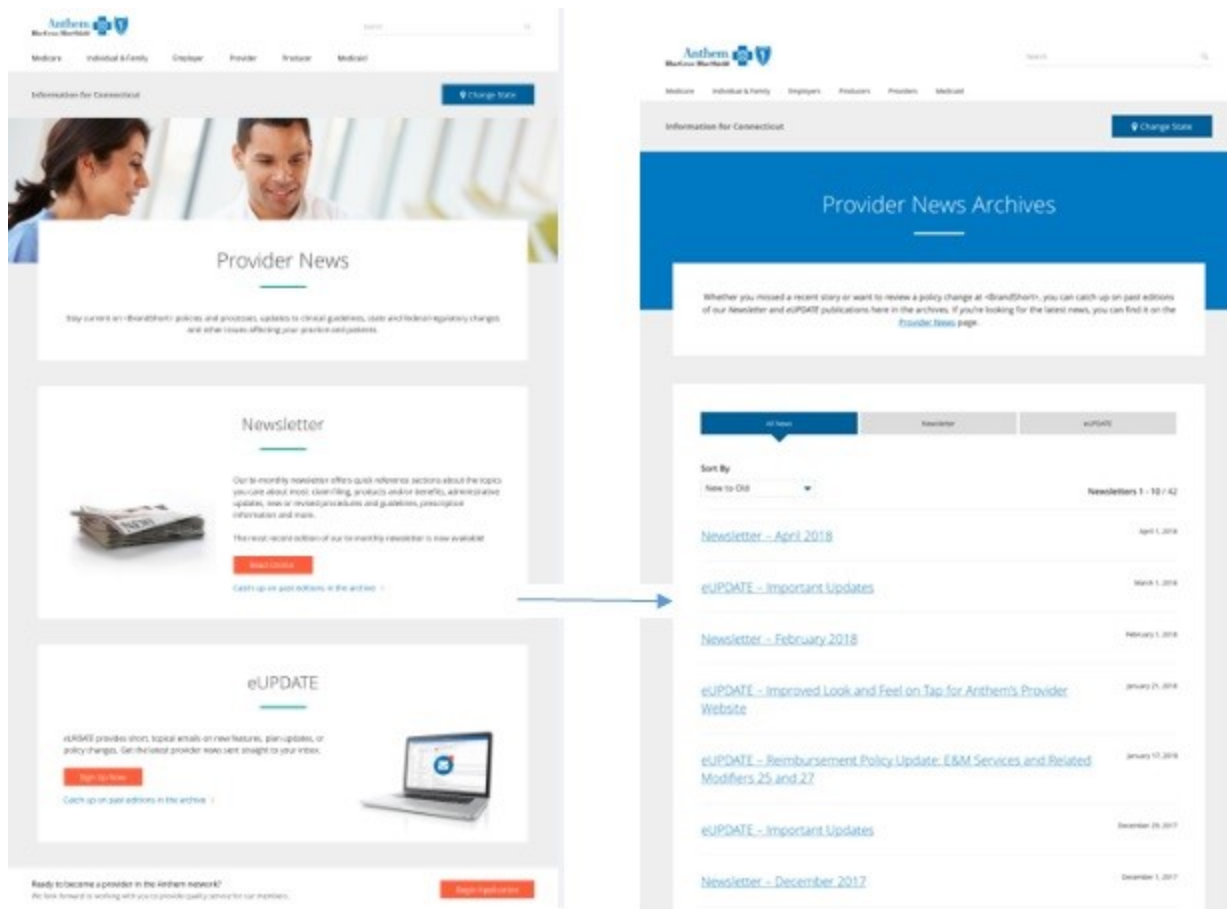 Anthem
BlueCross BlueShield
Search
Medicare Individual & Family Employer Provider Producer Medicaid
Information for Connecticut
Change State
Provider News
Stay current on <BrandShort> policies and processes, updates to clinical guidelines, state and federal regulatory changes
and other issues affecting your practice and patients.
Newsletter
Our bi-monthly newsletter offers quick reference sections about the topics
you care about most: claim filing, products and/or benefits, administrative
updates, new or revised procedures and guidelines, prescription
information and more.
The most recent edition of our bi-monthly newsletter is now available!
Read Online
Catch up on past editions in the archive
NEWS
eUPDATE
eUPDATE provides short, topical emails on new features, plan updates, or
policy changes. Get the latest provider news sent straight to your inbox.
Sign Up Now
Catch up on past editions in the archive
Ready to become a provider in the Anthem network?
We look forward to working with you to provide quality service for our members.
Begin Application
Anthem
BlueCross BlueShield
Search
Medicare Individual & Family Employers Producers Providers Medicaid
Information for Connecticut
Change State
Provider News Archives
Whether you missed a recent story or want to review a policy change at <BrandShort>, you can catch up on past editions
of our Newsletter and eUPDATE publications here in the archives. If you're looking for the latest news, you can find it on the
Provider News page.
All News Newsletter eUPDATE
Sort By
New to Old
Newsletters 1 - 10 / 42
Newsletter – April 2018 April 1, 2018
eUPDATE – Important Updates March 1, 2018
Newsletter – February 2018 February 1, 2018
eUPDATE – Improved Look and Feel on Tap for Anthem's Provider January 21, 2018
Website
eUPDATE – Reimbursement Policy Update: E&M Services and Related January 17, 2018
Modifiers 25 and 27
eUPDATE – Important Updates December 29, 2017
Newsletter – December 2017 December 1, 2017